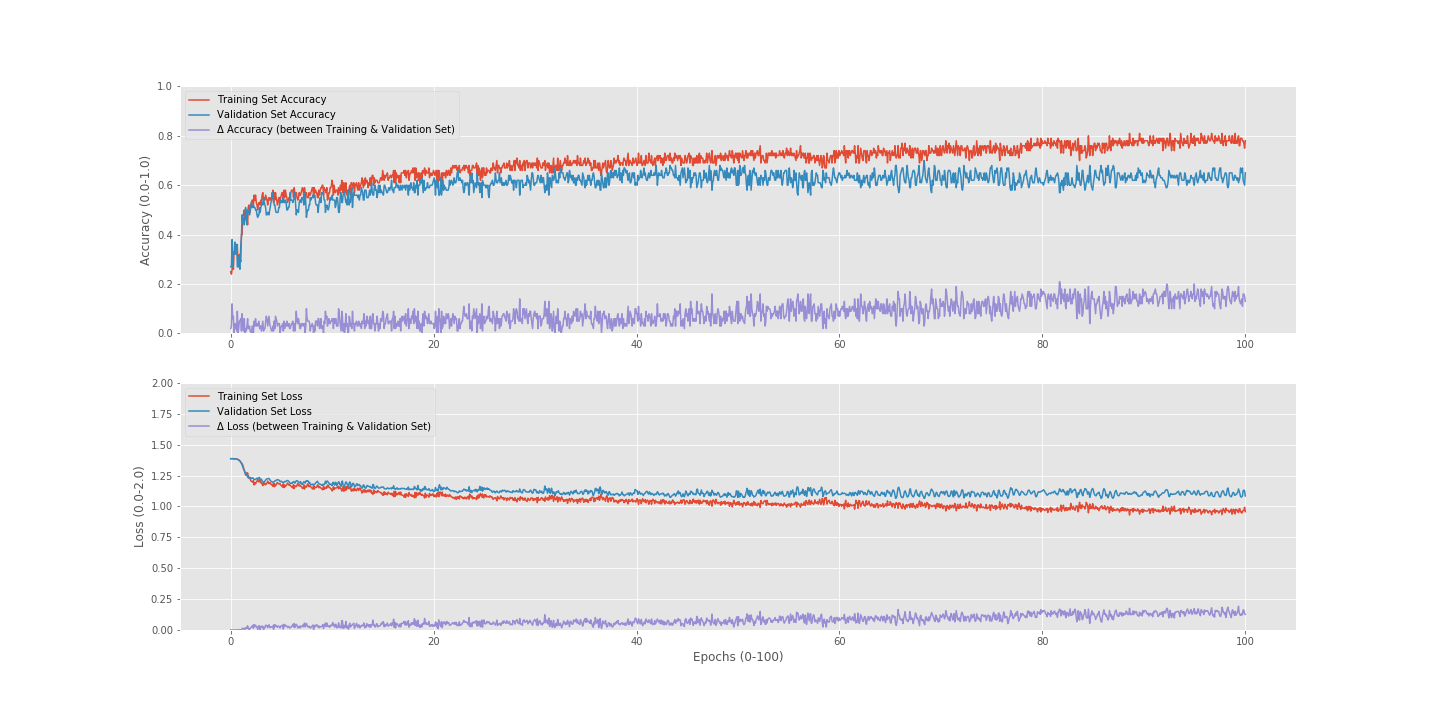 1.0
Training Set Accuracy
Validation Set Accuracy
Δ Accuracy (between Training & Validation Set)
0.8
0.6
0.4
0.2
0.0
Accuracy (0.0-1.0)
0 20 40 60 80 100
2.00
Training Set Loss
Validation Set Loss
Δ Loss (between Training & Validation Set)
1.75
1.50
1.25
1.00
0.75
0.50
0.25
0.00
Loss (0.0-2.0)
0 20 40 60 80 100
Epochs (0-100)